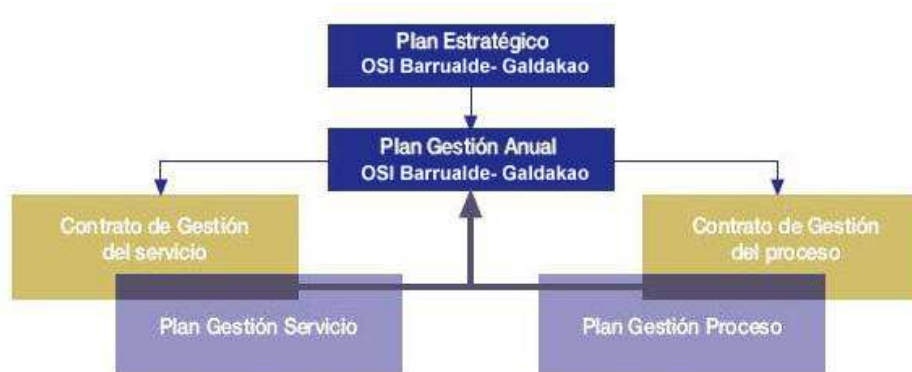 Plan Estratégico
OSI Barrualde- Galdakao
Plan Gestión Anual
OSI Barrualde- Galdakao
Contrato de Gestión
del servicio
Contrato de Gestión
del proceso
Plan Gestión Servicio
Plan Gestión Proceso